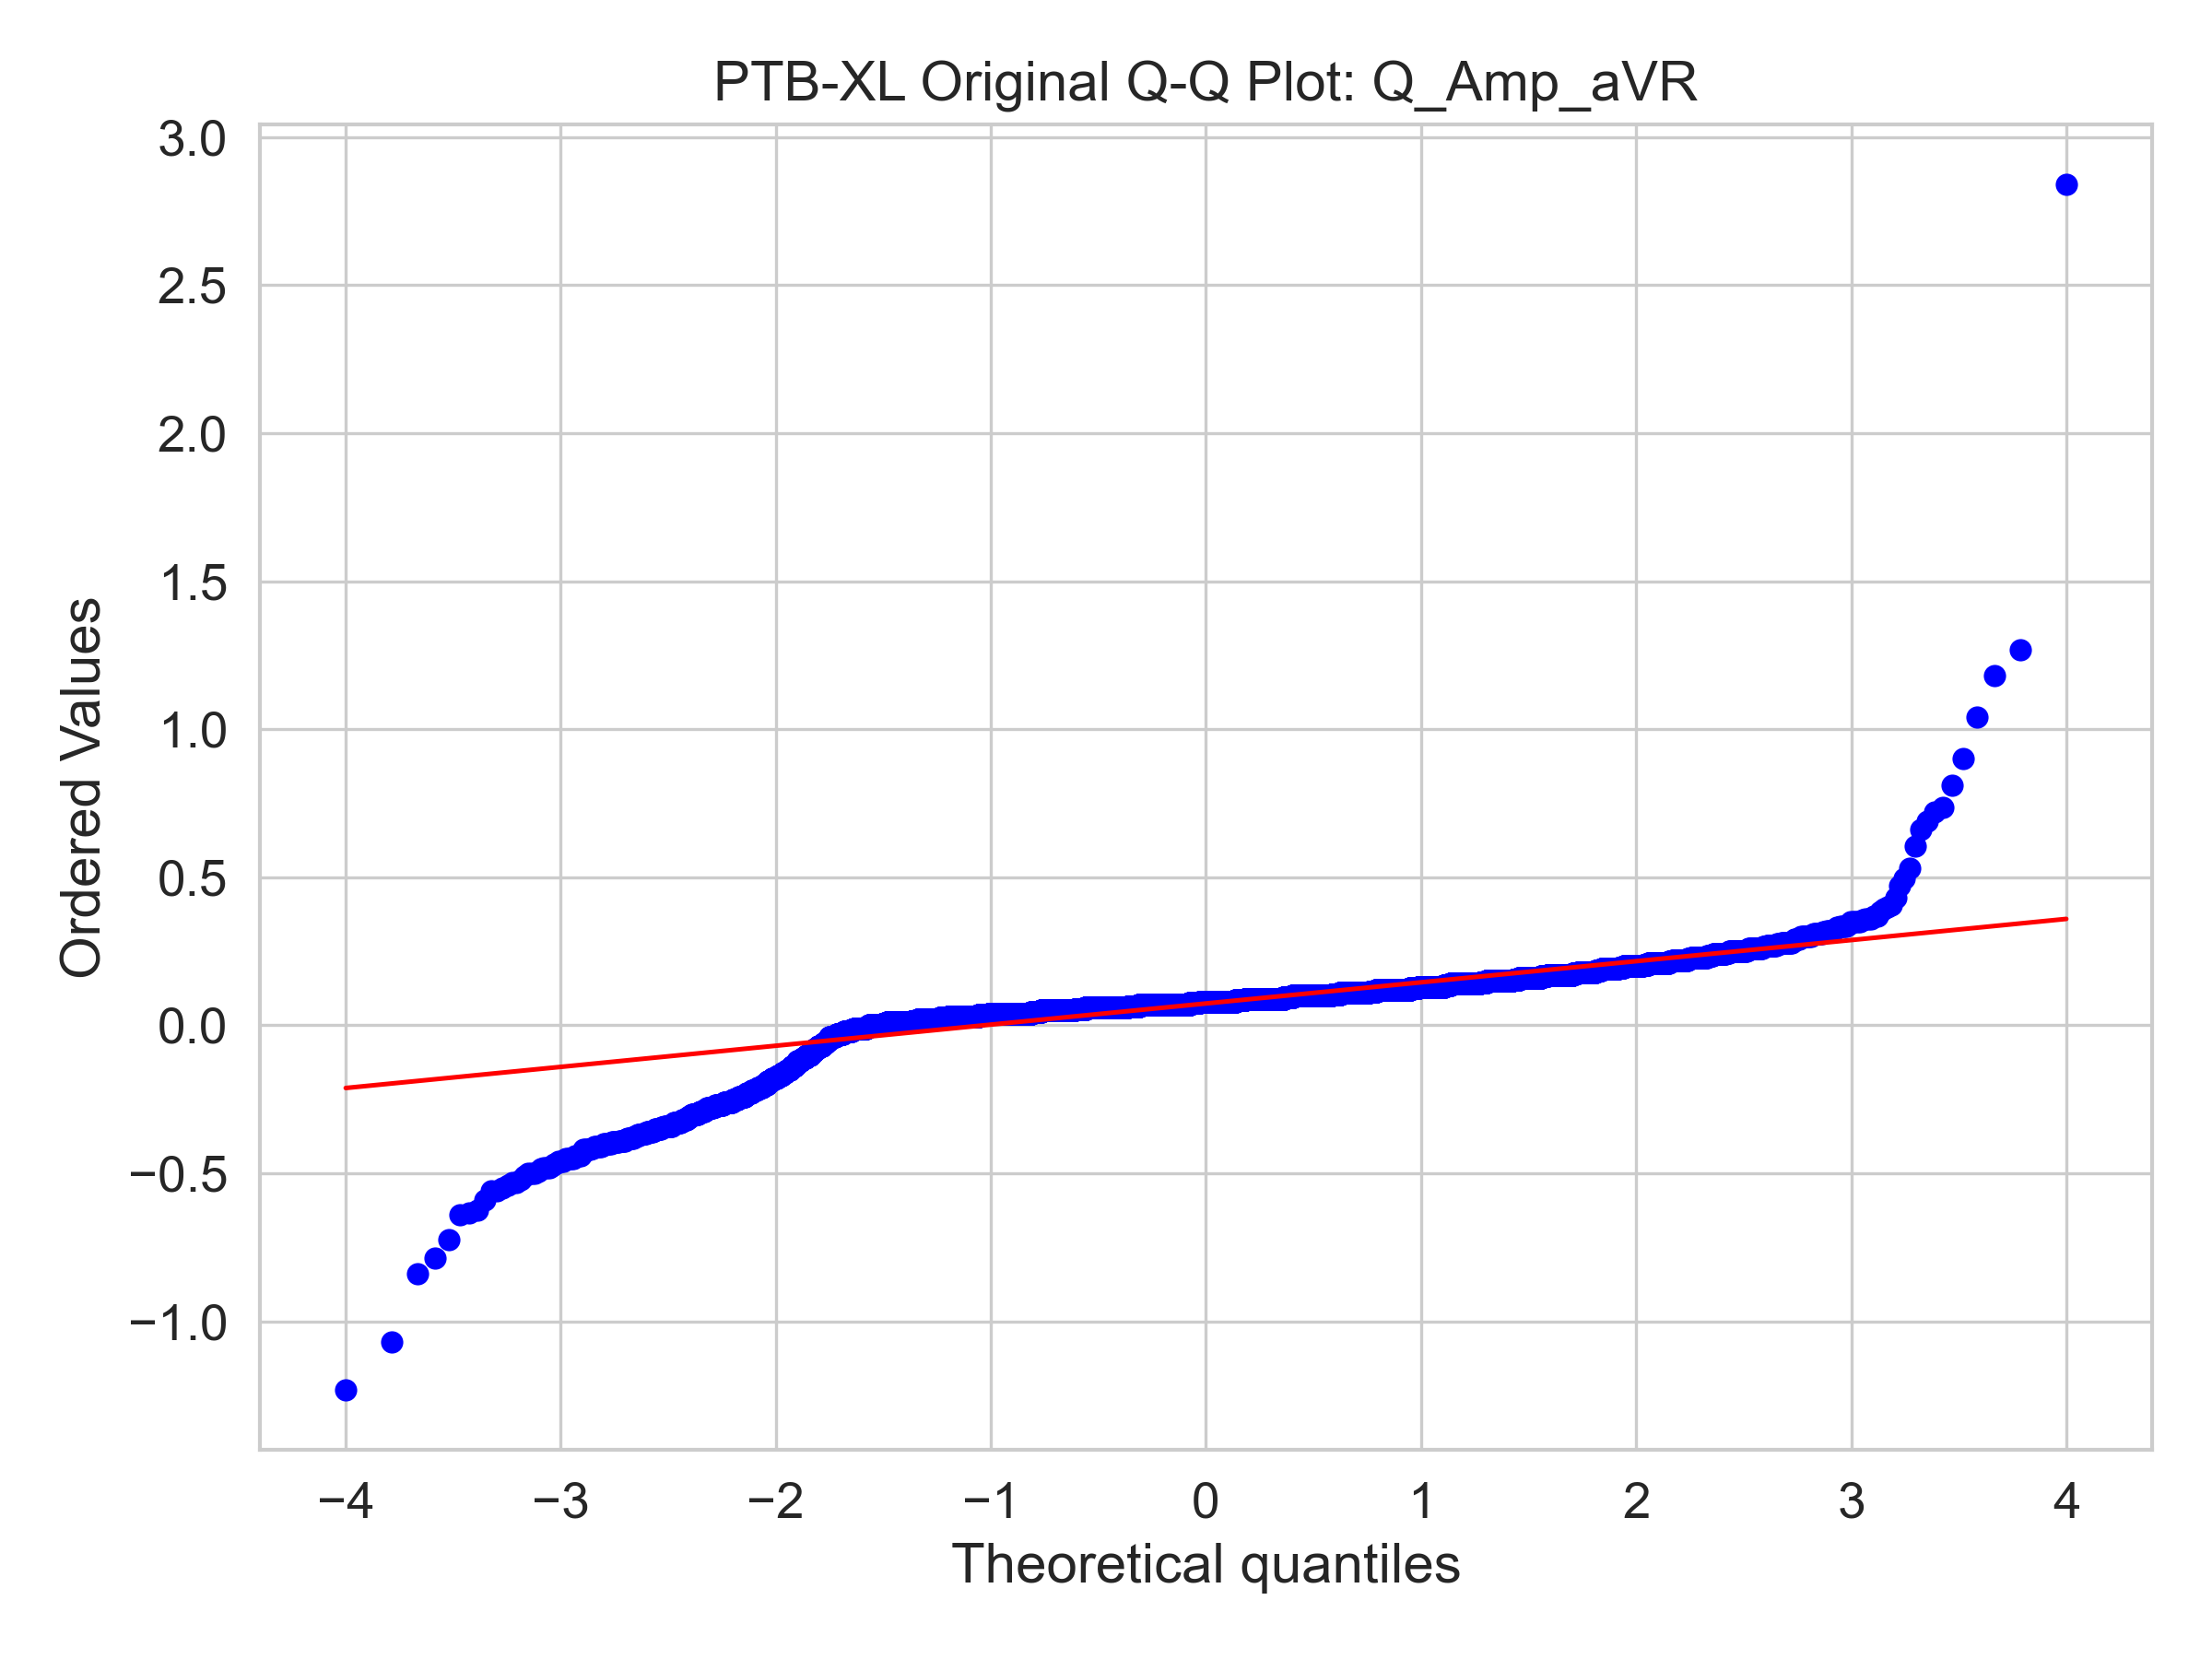 PTB-XL Original Q-Q Plot: Q_Amp_aVR
3.0
2.5
2.0
1.5
1.0
0.5
0.0
−0.5
−1.0
Ordered Values
−4 −3 −2 −1 0 1 2 3 4
Theoretical quantiles